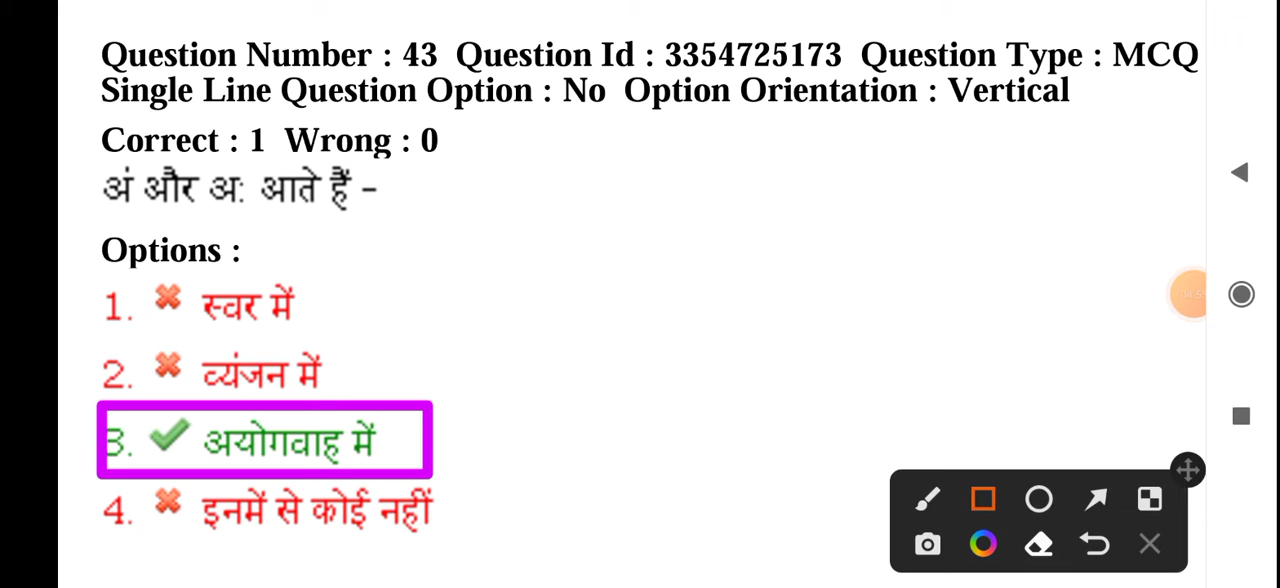 Question Number : 43 Question Id : 3354725173 Question Type : MCQ
Single Line Question Option : No Option Orientation : Vertical
Correct : 1 Wrong : 0
अं और अ: आते हैं -
Options :
1. स्वर में
2. व्यंजन में
3. अयोगवाह में
4. इनमें से कोई नहीं